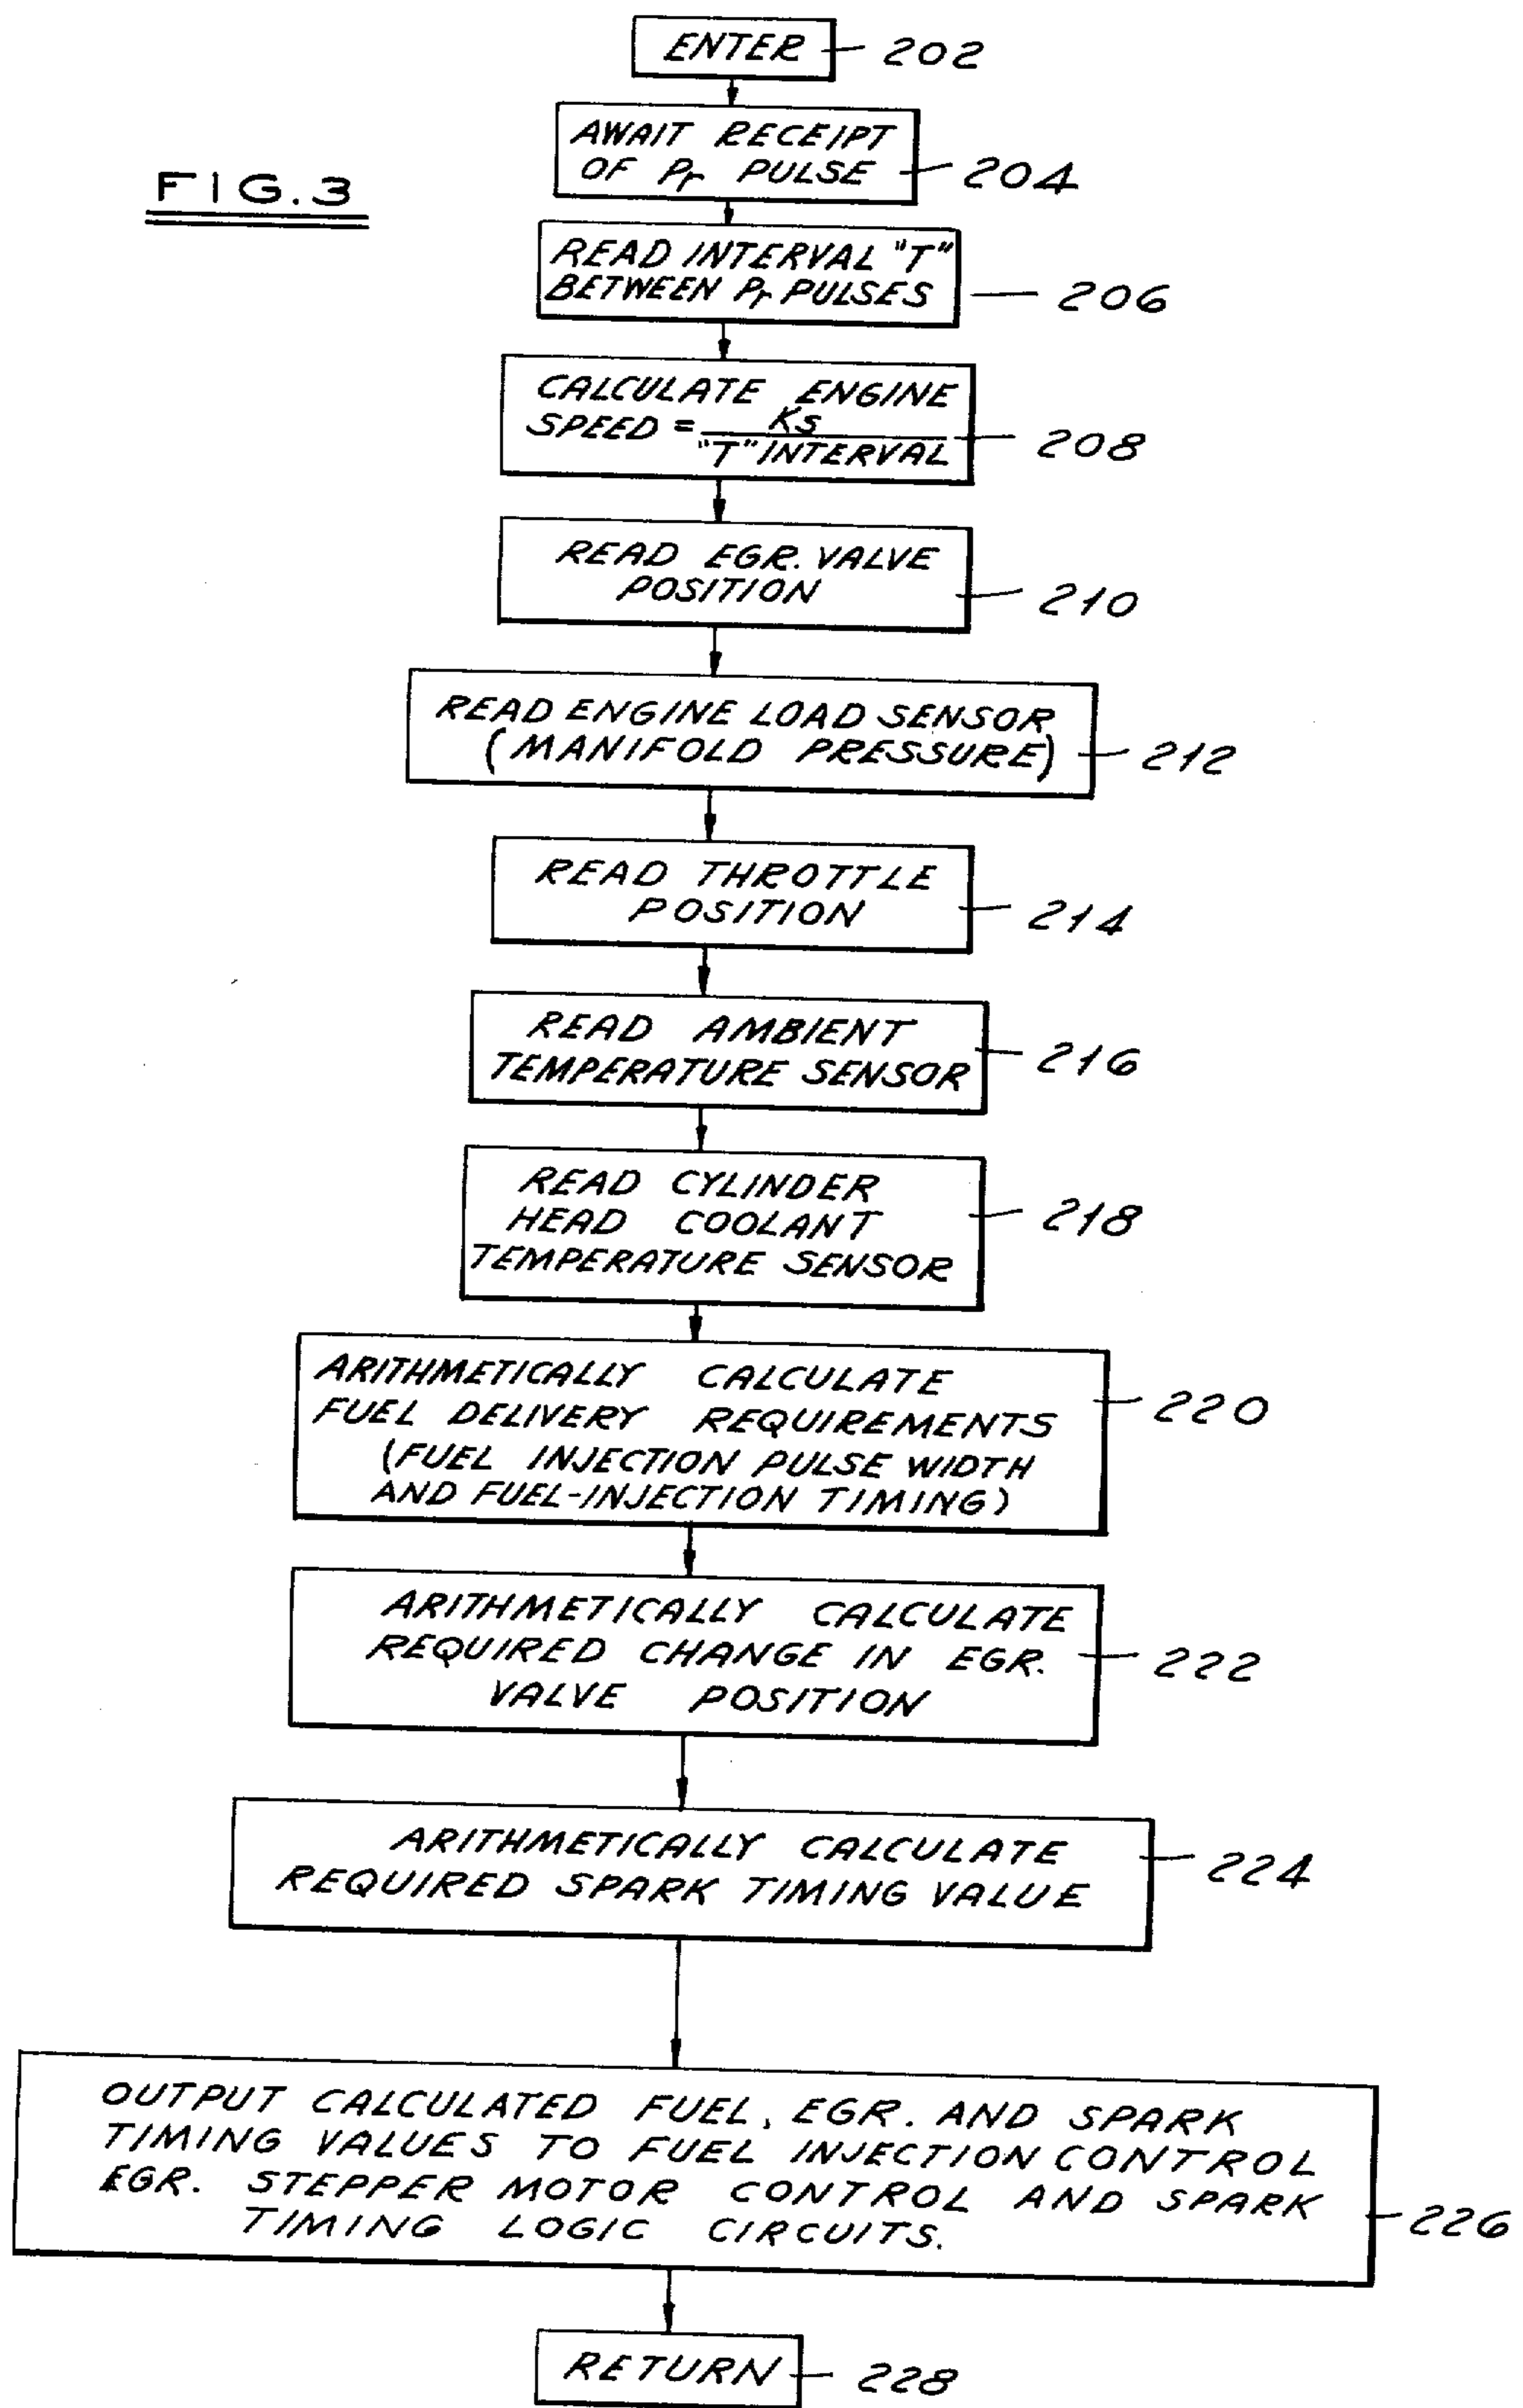 FIG.3
ENTER 202
AWAIT RECEIPT
OF Pr PULSE 204
READ INTERVAL "T"
BETWEEN Pr PULSES 206
CALCULATE ENGINE
SPEED = Ks
"T" INTERVAL 208
READ EGR. VALVE
POSITION 210
READ ENGINE LOAD SENSOR
(MANIFOLD PRESSURE) 212
READ THROTTLE
POSITION 214
READ AMBIENT
TEMPERATURE SENSOR 216
READ CYLINDER
HEAD COOLANT 218
TEMPERATURE SENSOR
ARITHMETICALLY CALCULATE
FUEL DELIVERY REQUIREMENTS 220
(FUEL INJECTION PULSE WIDTH
AND FUEL-INJECTION TIMING)
ARITHMETICALLY CALCULATE
REQUIRED CHANGE IN EGR. 222
VALVE POSITION
ARITHMETICALLY CALCULATE
REQUIRED SPARK TIMING VALUE 224
OUTPUT CALCULATED FUEL, EGR. AND SPARK
TIMING VALUES TO FUEL INJECTION CONTROL
EGR. STEPPER MOTOR CONTROL AND SPARK
TIMING LOGIC CIRCUITS. 226
RETURN 228